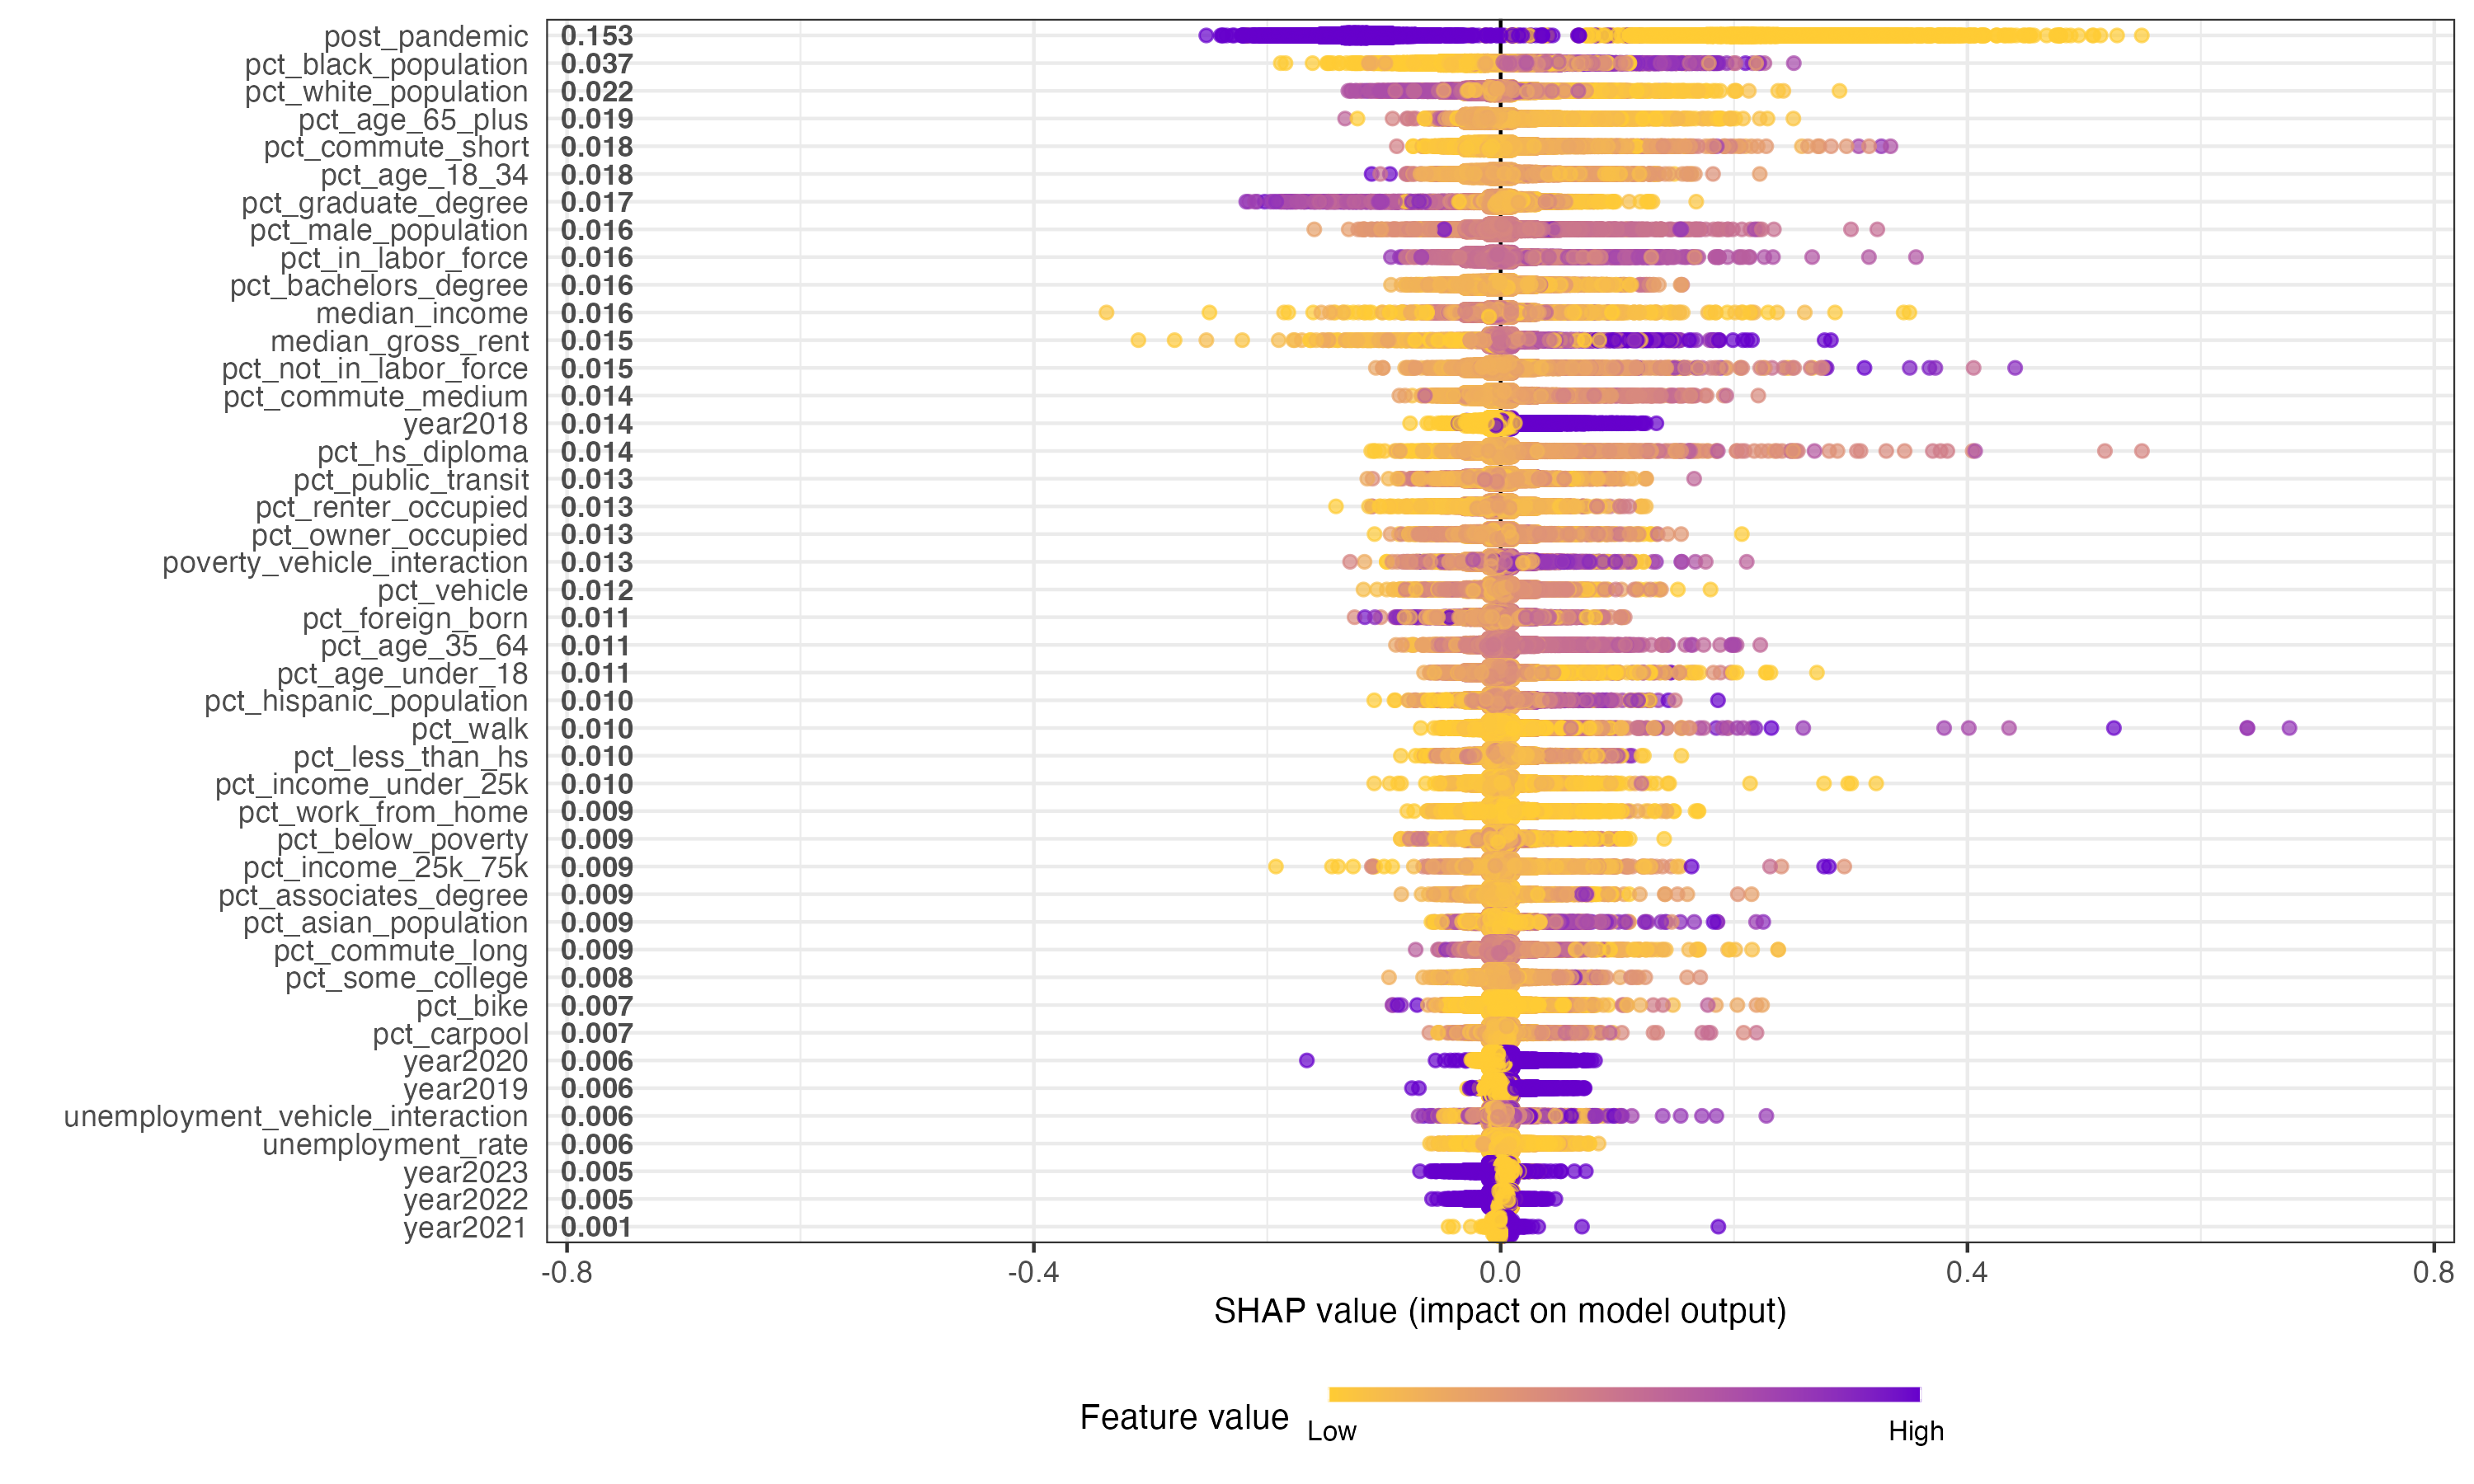 post_pandemic 0.153
pct_black_population 0.037
pct_white_population 0.022
pct_age_65_plus 0.019
pct_commute_short 0.018
pct_age_18_34 0.018
pct_graduate_degree 0.017
pct_male_population 0.016
pct_in_labor_force 0.016
pct_bachelors_degree 0.016
median_income 0.016
median_gross_rent 0.015
pct_not_in_labor_force 0.015
pct_commute_medium 0.014
year2018 0.014
pct_hs_diploma 0.014
pct_public_transit 0.013
pct_renter_occupied 0.013
pct_owner_occupied 0.013
poverty_vehicle_interaction 0.013
pct_vehicle 0.012
pct_foreign_born 0.011
pct_age_35_64 0.011
pct_age_under_18 0.011
pct_hispanic_population 0.010
pct_walk 0.010
pct_less_than_hs 0.010
pct_income_under_25k 0.010
pct_work_from_home 0.009
pct_below_poverty 0.009
pct_income_25k_75k 0.009
pct_associates_degree 0.009
pct_asian_population 0.009
pct_commute_long 0.009
pct_some_college 0.008
pct_bike 0.007
pct_carpool 0.007
year2020 0.006
year2019 0.006
unemployment_vehicle_interaction 0.006
unemployment_rate 0.006
year2023 0.005
year2022 0.005
year2021 0.001
-0.8 -0.4 0.0 0.4 0.8
SHAP value (impact on model output)
Feature value
Low High